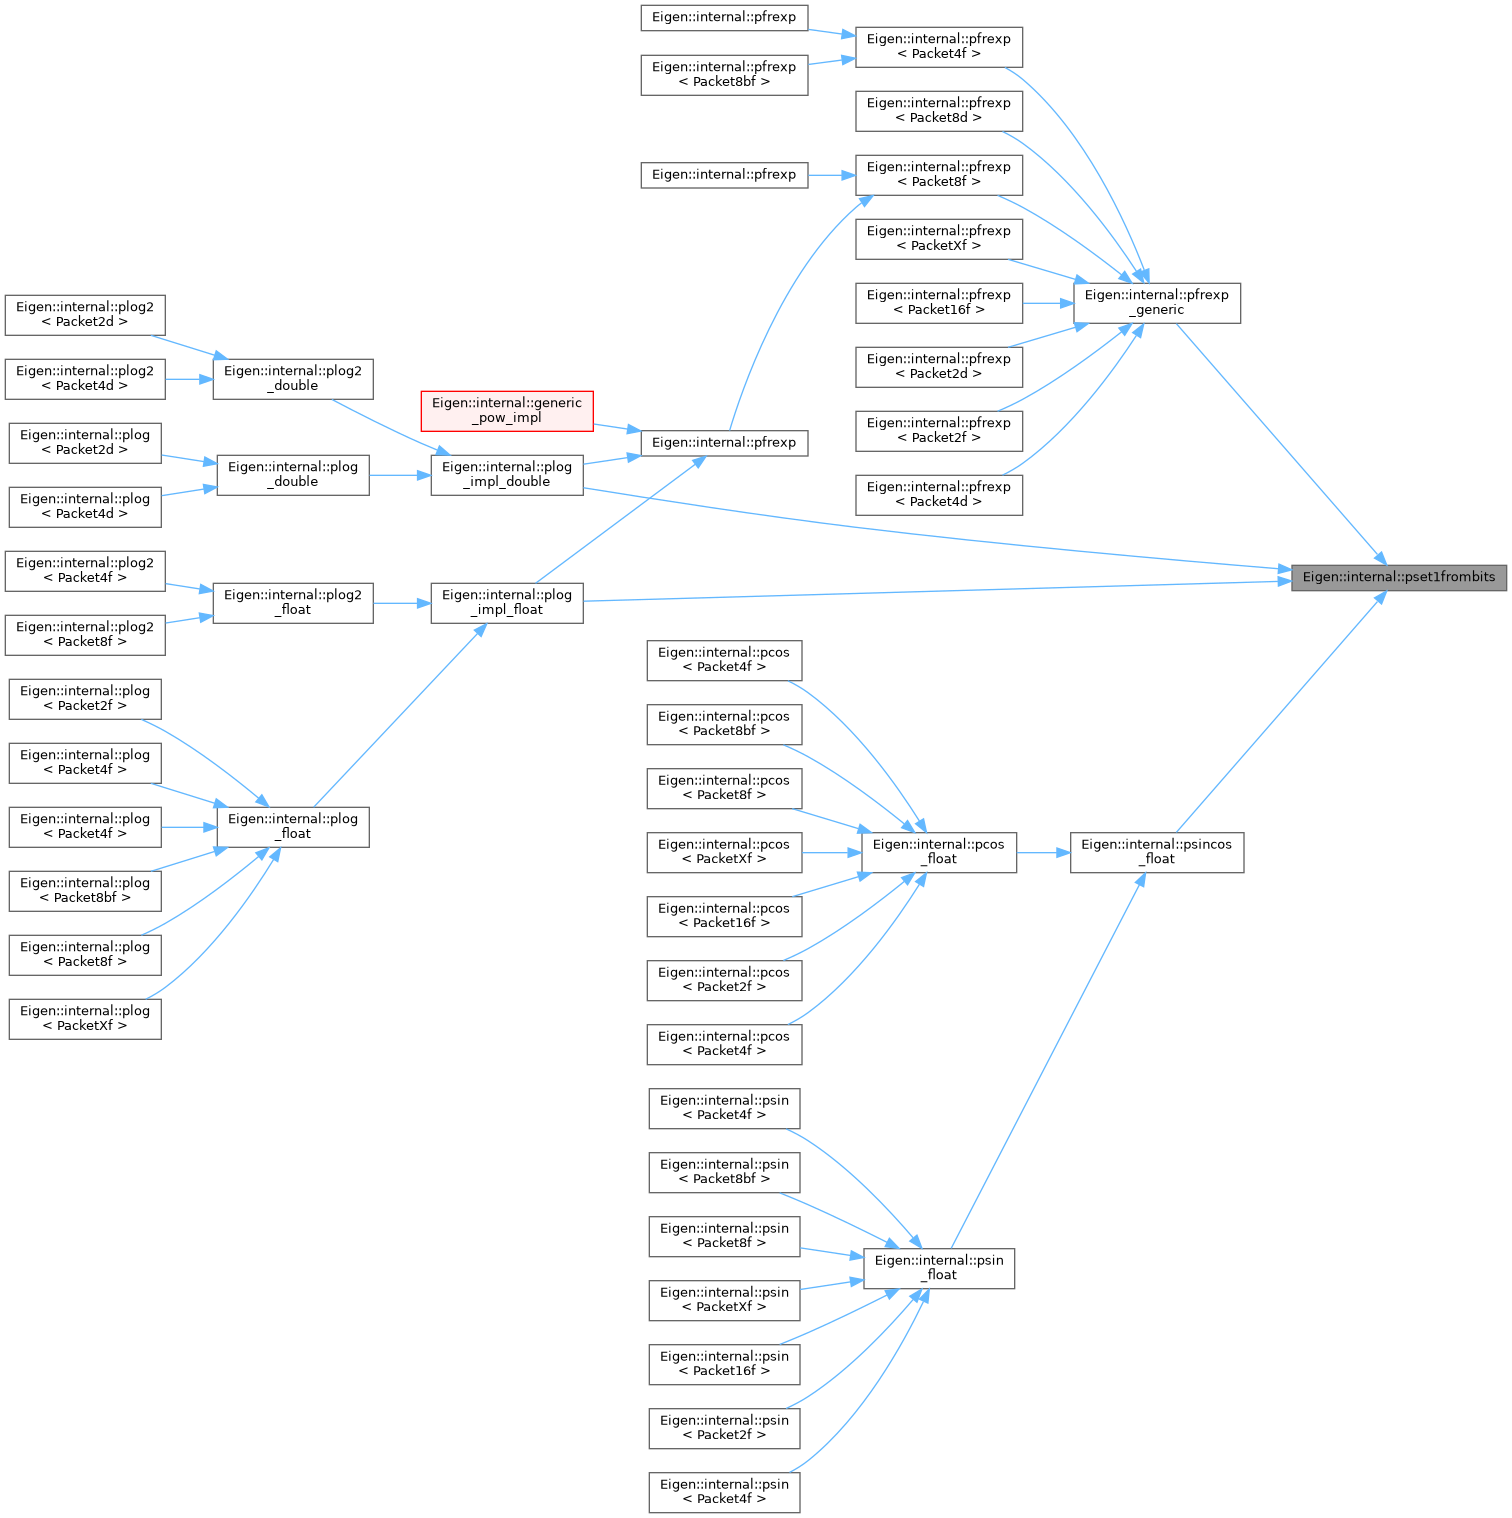 Eigen::internal::pfrexp
Eigen::internal::pfrexp
< Packet4f >
Eigen::internal::pfrexp
< Packet8bf >
Eigen::internal::pfrexp
< Packet8d >
Eigen::internal::pfrexp
Eigen::internal::pfrexp
< Packet8f >
Eigen::internal::pfrexp
< PacketXf >
Eigen::internal::pfrexp
< Packet16f >
Eigen::internal::pfrexp
_generic
Eigen::internal::pfrexp
< Packet2d >
Eigen::internal::pfrexp
< Packet2f >
Eigen::internal::pfrexp
< Packet4d >
Eigen::internal::plog2
< Packet2d >
Eigen::internal::plog2
< Packet4d >
Eigen::internal::plog2
_double
Eigen::internal::generic
_pow_impl
Eigen::internal::pfrexp
Eigen::internal::plog
< Packet2d >
Eigen::internal::plog
_double
Eigen::internal::plog
_impl_double
Eigen::internal::plog
< Packet4d >
Eigen::internal::pset1frombits
Eigen::internal::plog2
< Packet4f >
Eigen::internal::plog2
_float
Eigen::internal::plog
_impl_float
Eigen::internal::plog2
< Packet8f >
Eigen::internal::plog
< Packet2f >
Eigen::internal::plog
< Packet4f >
Eigen::internal::plog
< Packet4f >
Eigen::internal::plog
_float
Eigen::internal::plog
< Packet8bf >
Eigen::internal::plog
< Packet8f >
Eigen::internal::plog
< PacketXf >
Eigen::internal::pcos
< Packet4f >
Eigen::internal::pcos
< Packet8bf >
Eigen::internal::pcos
< Packet8f >
Eigen::internal::pcos
< PacketXf >
Eigen::internal::pcos
_float
Eigen::internal::psincos
_float
Eigen::internal::pcos
< Packet16f >
Eigen::internal::pcos
< Packet2f >
Eigen::internal::pcos
< Packet4f >
Eigen::internal::psin
< Packet4f >
Eigen::internal::psin
< Packet8bf >
Eigen::internal::psin
< Packet8f >
Eigen::internal::psin
_float
Eigen::internal::psin
< PacketXf >
Eigen::internal::psin
< Packet16f >
Eigen::internal::psin
< Packet2f >
Eigen::internal::psin
< Packet4f >